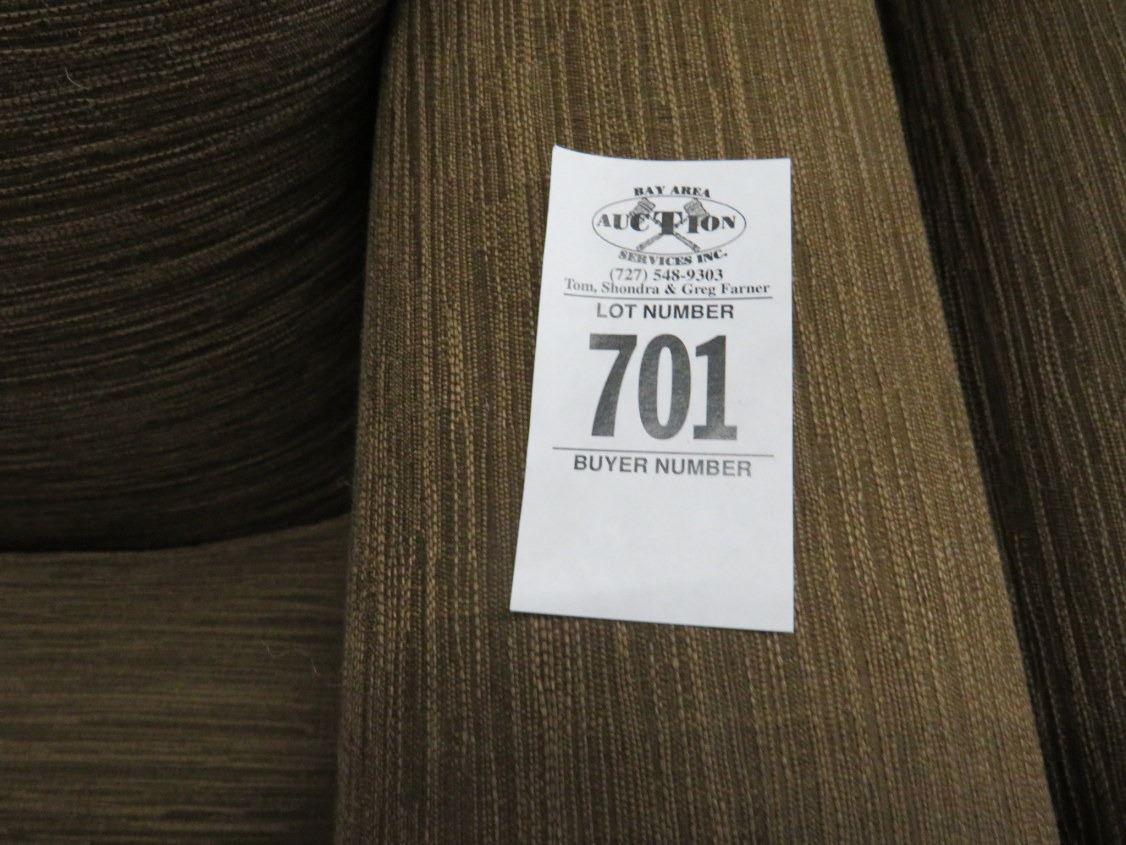 BAY AREA
AUCTION
SERVICES INC.
(727) 548-9303
Tom, Shondra & Greg Farner
LOT NUMBER
701
BUYER NUMBER